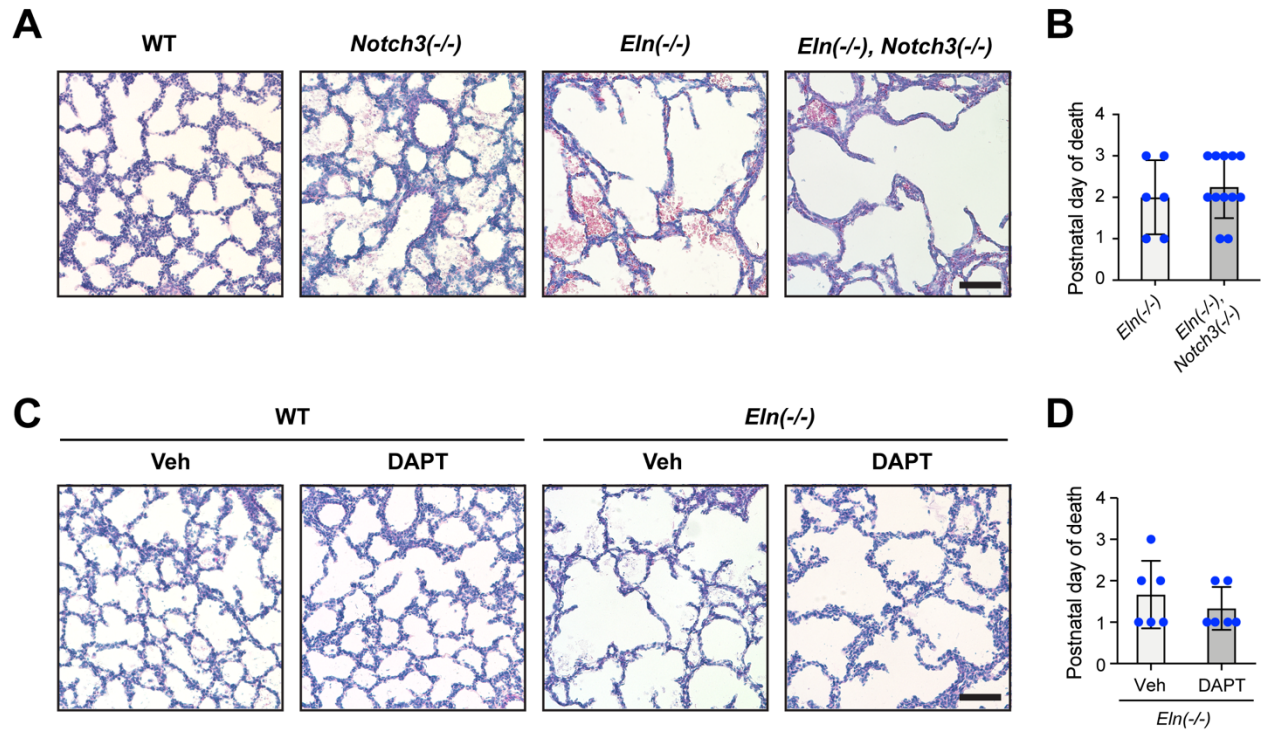 A
WT
Notch3(-/-)
Eln(-/-)
Eln(-/-), Notch3(-/-)
B
Postnatal day of death
4
3
2
1
0
Eln(-/-)
Eln(-/-),
Notch3(-/-)
C
WT
Eln(-/-)
Veh
DAPT
Veh
DAPT
D
Postnatal day of death
4
3
2
1
0
Veh
DAPT
Eln(-/-)